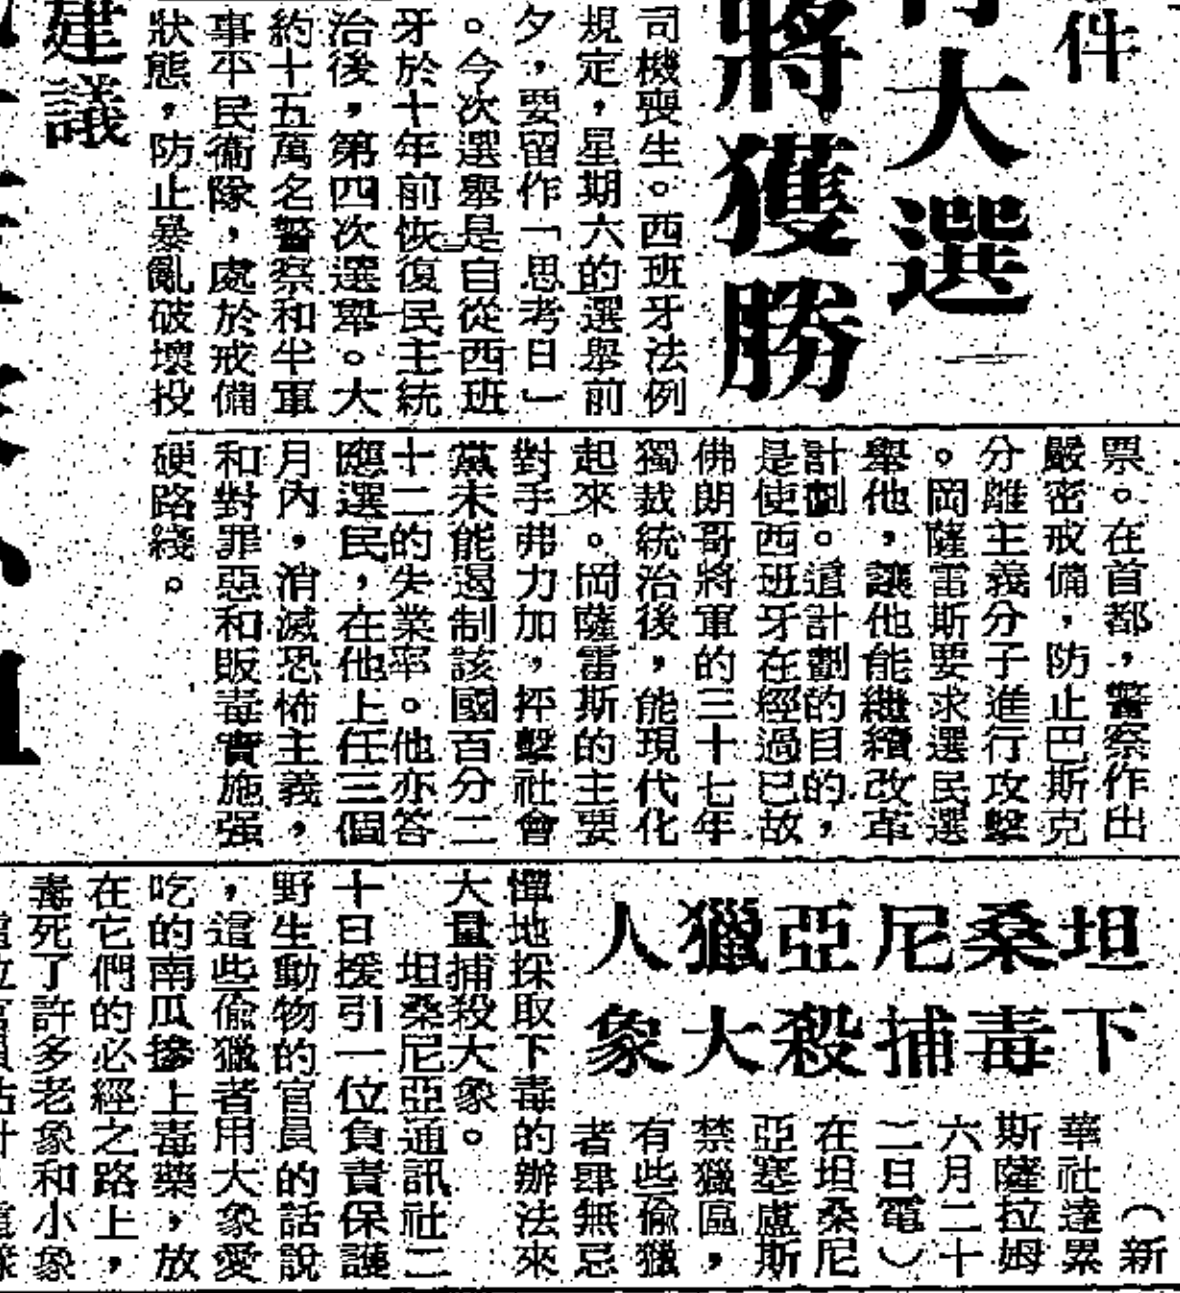 件
大選
將獲勝
司機喪生。西班牙法例
規定，星期六的選舉前
夕，要留作「思考日」
。今次選舉是自從西班
牙於十年前恢復民主統
治後，第四次選舉。大
約十五萬名警察和半軍
事平民衞隊，處於戒備
狀態，防止暴亂破壞投
票。在首都，警察作出
嚴密戒備，防止巴斯克
分離主義分子進行攻擊
。岡薩雷斯要求選民選
舉他，讓他能繼續改革
計劃。這計劃的目的，
是使西班牙在經過已故
佛朗哥將軍的三十七年
獨裁統治後，能現代化
起來。岡薩雷斯的主要
對手弗力加，抨擊社會
黨未能遏制該國百分二
十二的失業率。他亦答
應選民，在他上任三個
月內，消滅恐怖主義，
和對罪惡和販毒實施强
硬路綫。
建議
坦桑尼亞獵人
下毒捕殺大象
（新
華社達累
斯薩拉姆
六月二十
二日電）
在坦桑尼
亞塞盧斯
禁獵區，
有些偷獵
者肆無忌
憚地採取下毒的辦法來
大量捕殺大象。
坦桑尼亞通訊社二
十日援引一位負責保護
野生動物的官員的話說
，這些偷獵者用大象愛
吃的南瓜摻上毒藥，放
在它們的必經之路上，
毒死了許多老象和小象